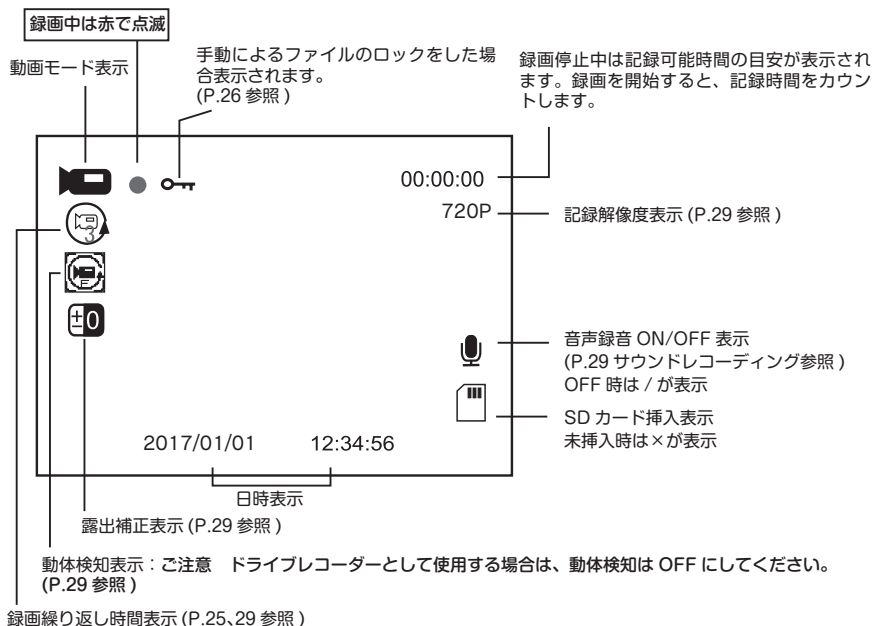 録画中は赤で点滅
動画モード表示
手動によるファイルのロックをした場
合表示されます。
(P.26 参照 )
録画停止中は記録可能時間の目安が表示され
ます。録画を開始すると、記録時間をカウン
トします。
00:00:00
720P
記録解像度表示 (P.29 参照 )
3
E
±0
音声録音 ON/OFF 表示
(P.29 サウンドレコーディング参照 )
OFF 時は / が表示
SD カード挿入表示
未挿入時は×が表示
2017/01/01 12:34:56
日時表示
露出補正表示 (P.29 参照 )
動体検知表示：ご注意　ドライブレコーダーとして使用する場合は、動体検知は OFF にしてください。
(P.29 参照 )
録画繰り返し時間表示 (P.25、29 参照 )